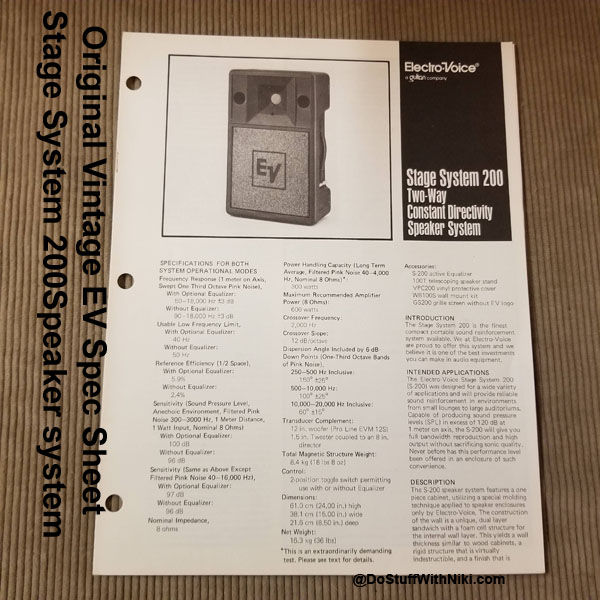 Original Vintage EV Spec Sheet
Stage System 200Speaker system
Electro-Voice®
a gulton company
EV
Stage System 200
Two-Way
Constant Directivity
Speaker System
SPECIFICATIONS FOR BOTH
SYSTEM OPERATIONAL MODES
Frequency Response (1 meter on Axis,
Swept One-Third Octave Pink Noise),
With Optional Equalizer:
50-18,000 Hz ±3 dB
Without Equalizer:
90-18,000 Hz ±3 dB
Usable Low Frequency Limit,
With Optional Equalizer:
40 Hz
Without Equalizer:
50 Hz
Reference Efficiency (1/2 Space),
With Optional Equalizer:
5.9%
Without Equalizer:
2.4%
Sensitivity (Sound Pressure Level,
Anechoic Environment, Filtered Pink
Noise 300-3000 Hz, 1 Meter Distance,
1 Watt Input, Nominal 8 Ohms)
With Optional Equalizer:
100 dB
Without Equalizer:
96 dB
Sensitivity (Same as Above Except
Filtered Pink Noise 40-16,000 Hz),
With Optional Equalizer:
97 dB
Without Equalizer:
96 dB
Nominal Impedance,
8 ohms
Power Handling Capacity (Long Term
Average, Filtered Pink Noise 40-4,000
Hz, Nominal 8 Ohms)*:
300 watts
Maximum Recommended Amplifier
Power (8 Ohms):
600 watts
Crossover Frequency:
2,000 Hz
Crossover Slope:
12 dB/octave
Dispersion Angle Included by 6-dB
Down Points (One-Third Octave Bands
of Pink Noise),
250-500 Hz Inclusive:
150° ±25°
500-10,000 Hz:
100° ±25°
10,000-20,000 Hz Inclusive:
60° ±15°
Transducer Complement:
12 in. woofer (Pro Line EVM 12S)
1.5 in. Tweeter coupled to an 8 in.
director
Total Magnetic Structure Weight:
8.4 kg (18 lbs 8 oz)
Control:
2-position toggle switch permitting
use with or without Equalizer
Dimensions:
61.0 cm (24.00 in.) high
38.1 cm (15.00 in.) wide
21.6 cm (8.50 in.) deep
Net Weight:
16.3 kg (36 lbs)
*This is an extraordinarily demanding
test. Please see text for details.
Accessories:
S-200 active Equalizer
100T telescoping speaker stand
VPC200 vinyl protective cover
WB100S wall mount kit
GS200 grille screen without EV logo
INTRODUCTION
The Stage System 200 is the finest
compact portable sound reinforcement
system available. We at Electro-Voice
are proud to offer this system and we
believe it is one of the best investments
you can make in audio equipment.
INTENDED APPLICATIONS
The Electro-Voice Stage System 200
(S-200) was designed for a wide variety
of applications and will provide reliable
sound reinforcement in environments
from small lounges to large auditoriums.
Capable of producing sound pressure
levels (SPL) in excess of 120 dB at
1 meter on axis, the S-200 will give you
full bandwidth reproduction and high
output without sacrificing sonic quality.
Never before has this performance level
been offered in an enclosure of such
convenience.
DESCRIPTION
The S-200 speaker system features a one
piece cabinet, utilizing a special molding
technique applied to speaker enclosures
only by Electro-Voice. The construction
of the wall is a unique, dual layer
sandwich with a foam cell structure for
the internal wall layer. This yields a wall
thickness similar to wood cabinets, a
rigid structure that is virtually
indestructible, and a finish that is
@DoStuffWithNiki.com